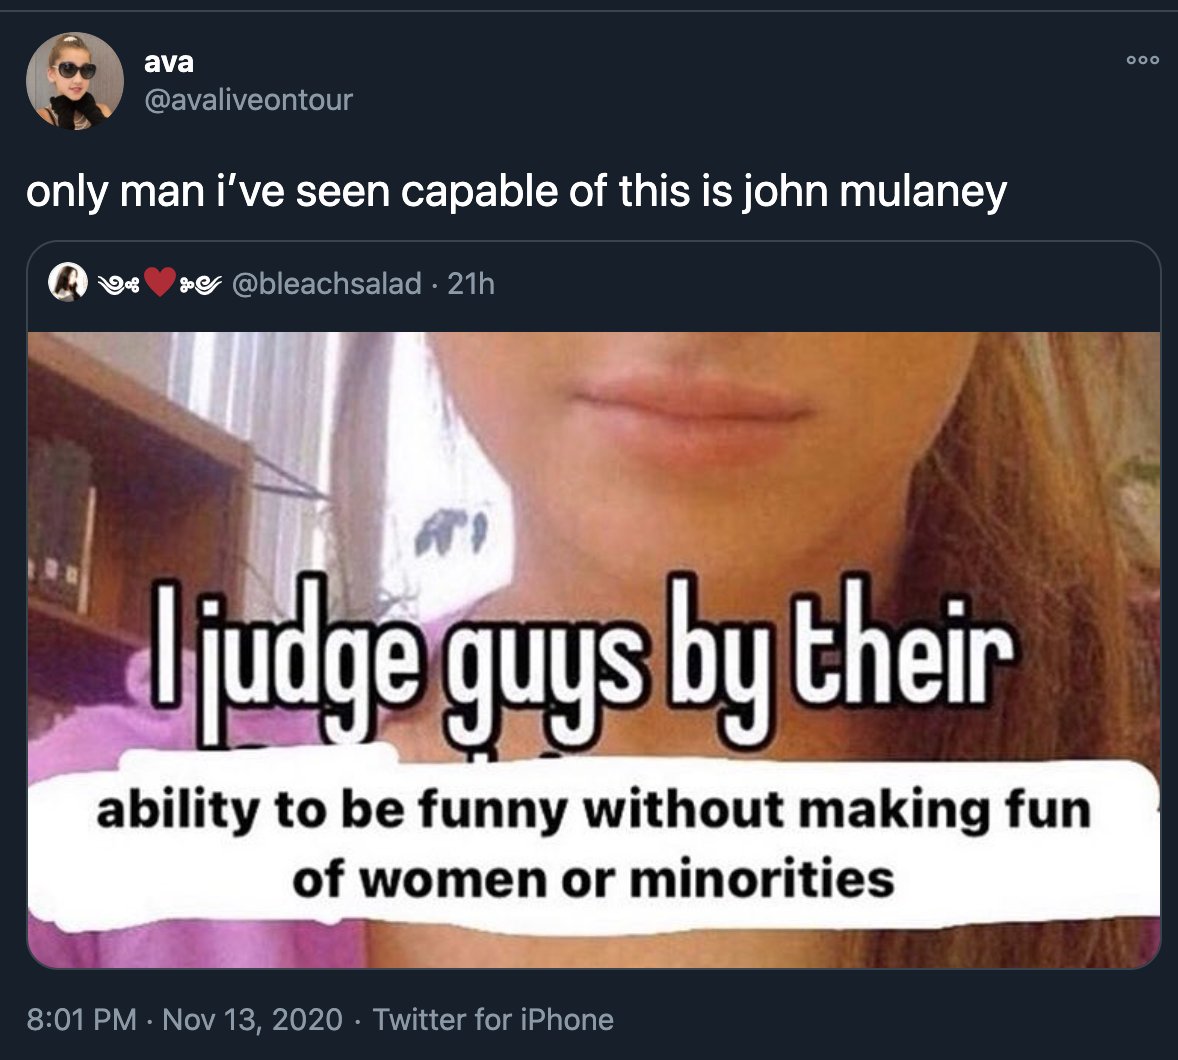 ava
@avaliveontour
only man i've seen capable of this is john mulaney
༄༅❤️༅༄ @bleachsalad · 21h
I judge guys by their
ability to be funny without making fun
of women or minorities
8:01 PM · Nov 13, 2020 · Twitter for iPhone